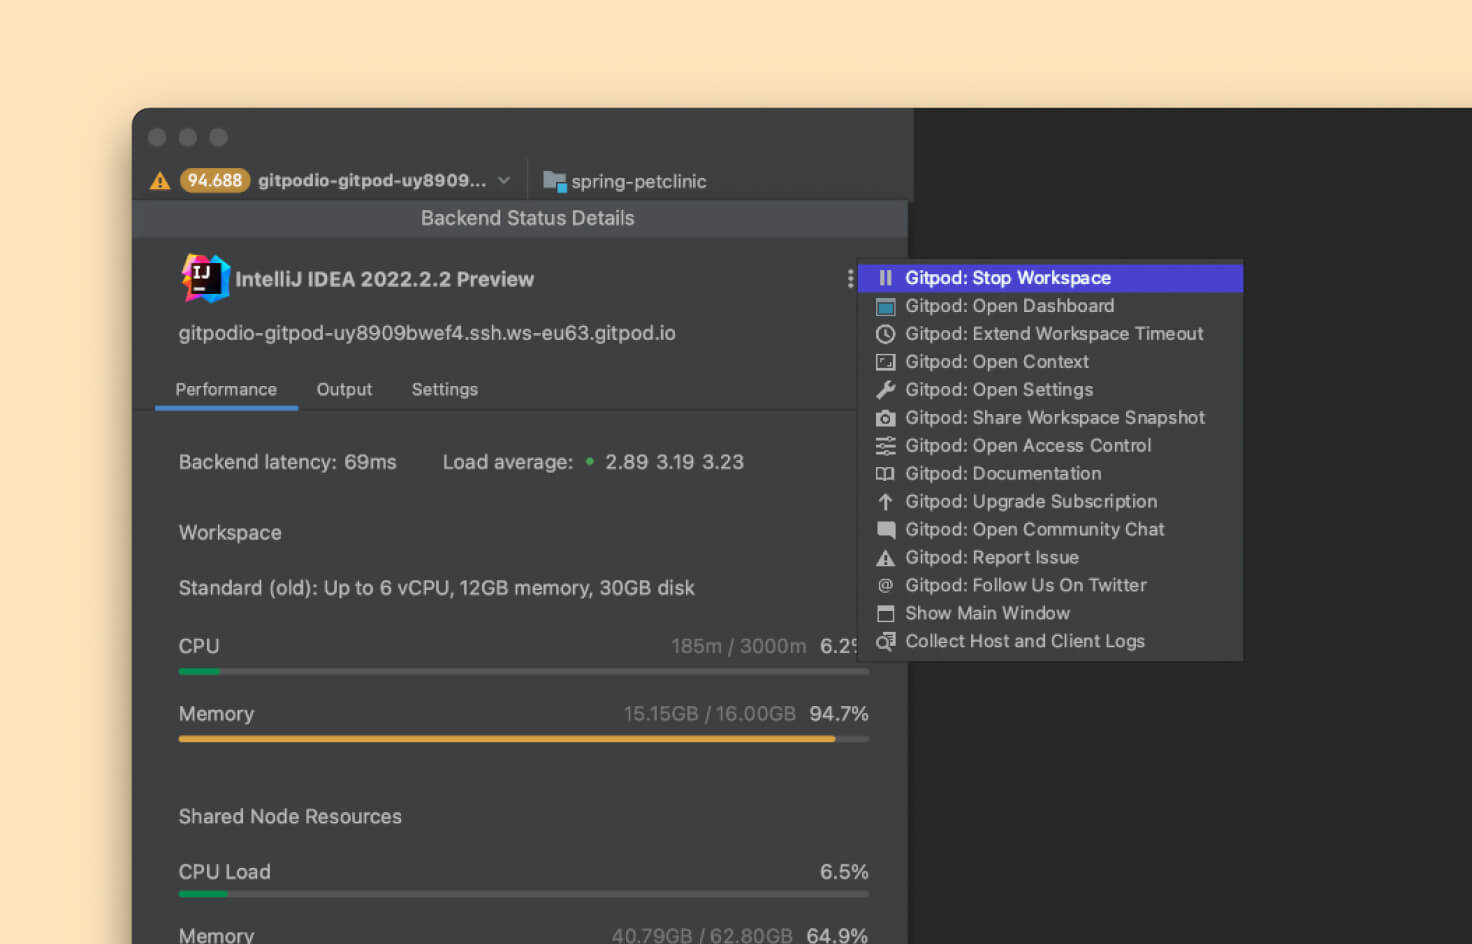 94.688 gitpodio-gitpod-uy8909... spring-petclinic
Backend Status Details
IJ
IntelliJ IDEA 2022.2.2 Preview
gitpodio-gitpod-uy8909bwef4.ssh.ws-eu63.gitpod.io
Performance Output Settings
Backend latency: 69ms Load average: 2.89 3.19 3.23
Workspace
Standard (old): Up to 6 vCPU, 12GB memory, 30GB disk
CPU 185m / 3000m 6.2
Memory 15.15GB / 16.00GB 94.7%
Shared Node Resources
CPU Load 6.5%
Memory 40.79GB / 62.80GB 64.9%
Gitpod: Stop Workspace
Gitpod: Open Dashboard
Gitpod: Extend Workspace Timeout
Gitpod: Open Context
Gitpod: Open Settings
Gitpod: Share Workspace Snapshot
Gitpod: Open Access Control
Gitpod: Documentation
Gitpod: Upgrade Subscription
Gitpod: Open Community Chat
Gitpod: Report Issue
@ Gitpod: Follow Us On Twitter
Show Main Window
Collect Host and Client Logs